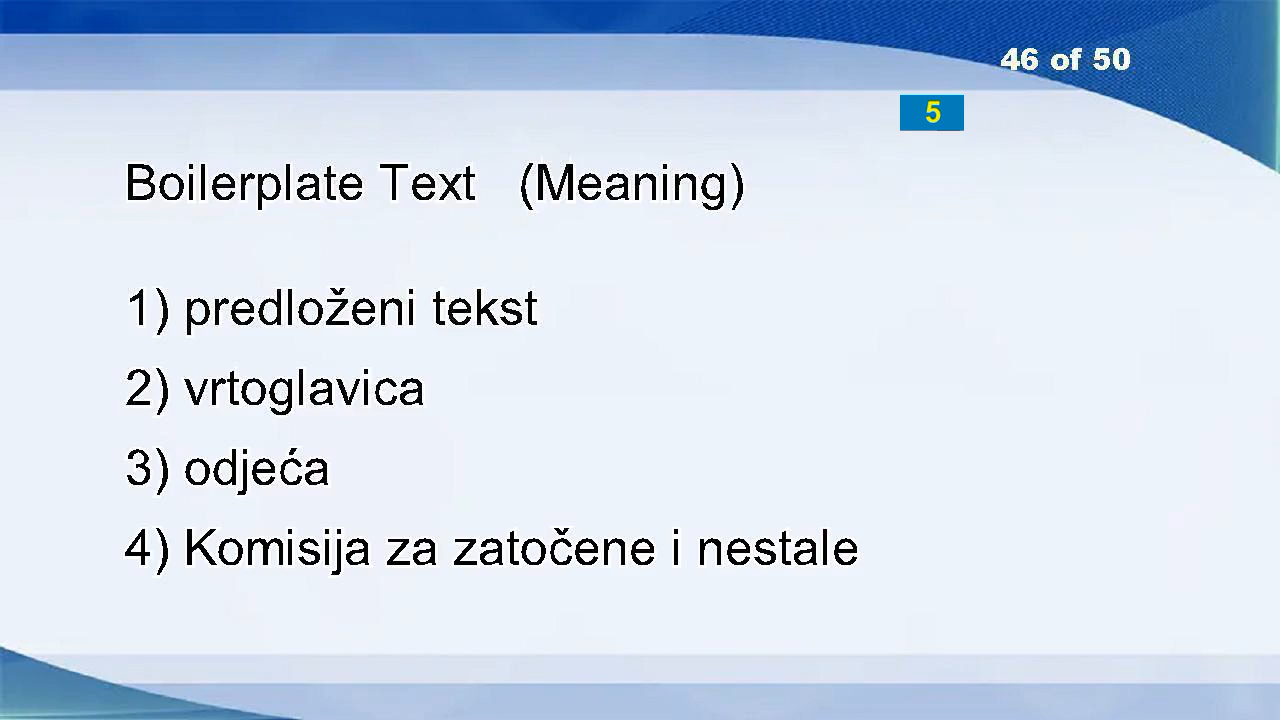 46 of 50
5
Boilerplate Text (Meaning)
1) predloženi tekst
2) vrtoglavica
3) odjeća
4) Komisija za zatočene i nestale